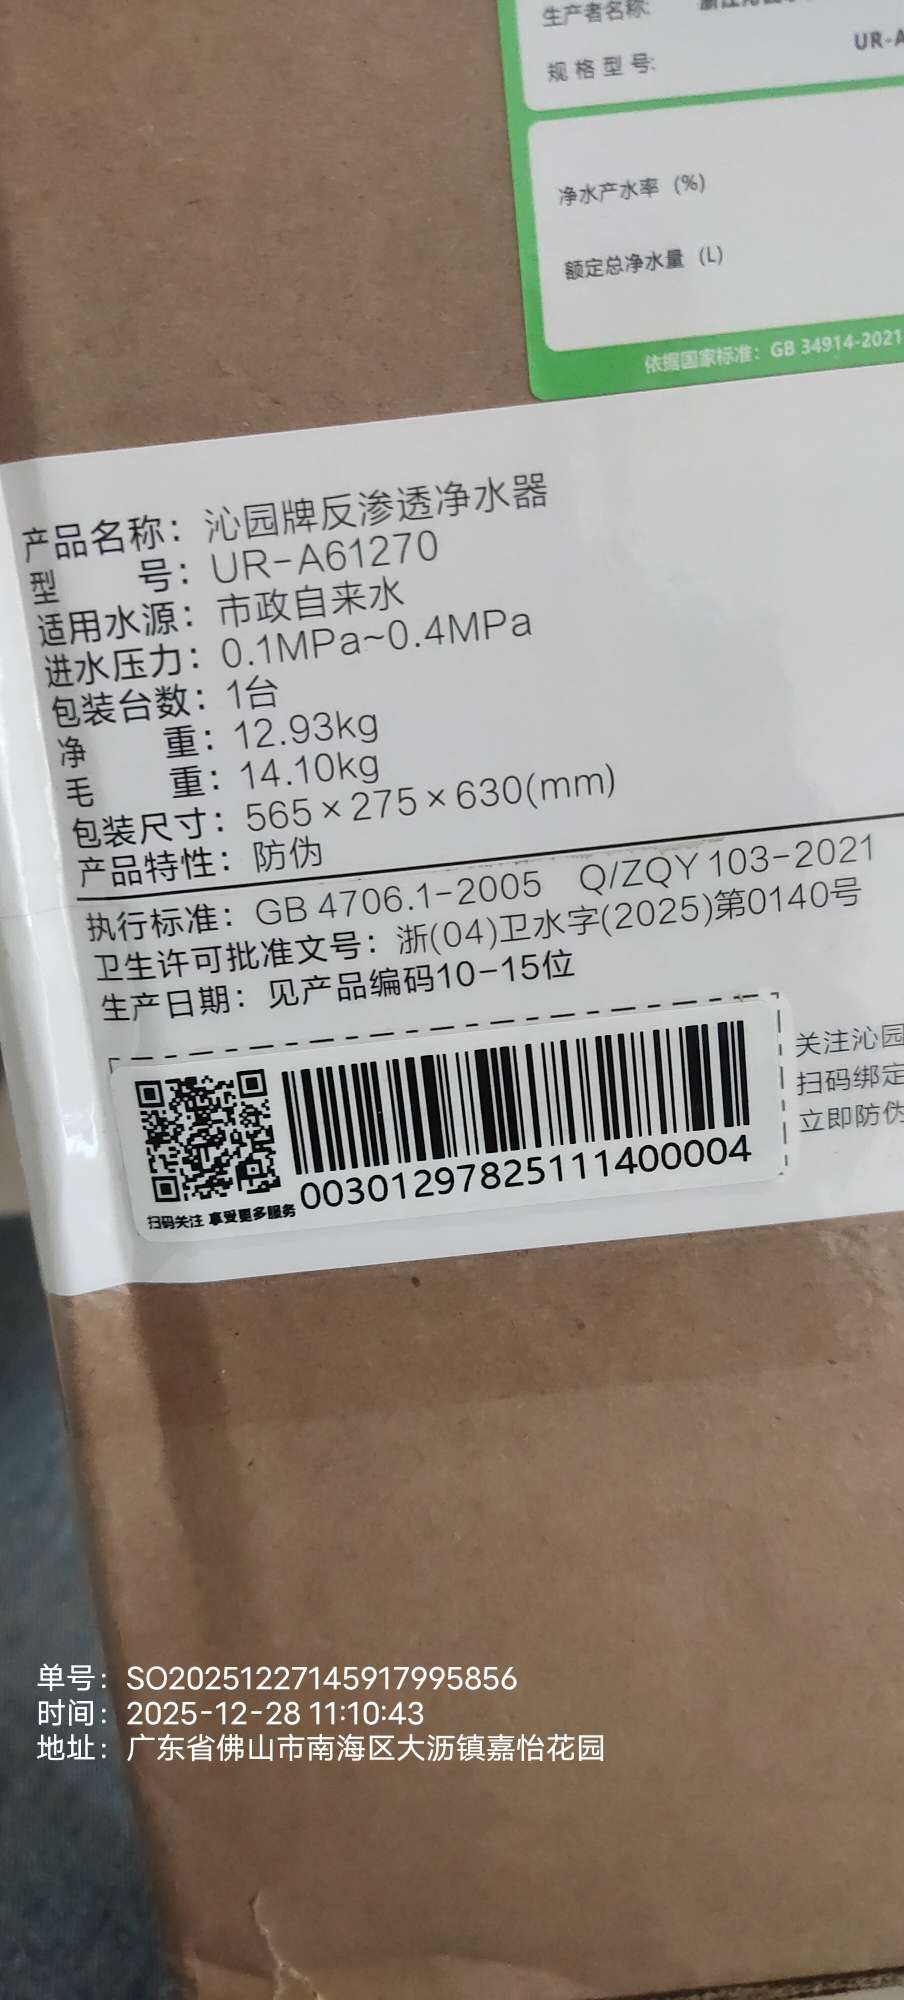 生产者名称:
规格型号: UR-A
净水产水率 (%)
额定总净水量 (L)
依据国家标准: GB 34914-2021
产品名称: 沁园牌反渗透净水器
型 号: UR-A61270
适用水源: 市政自来水
进水压力: 0.1MPa~0.4MPa
包装台数: 1台
净 重: 12.93kg
毛 重: 14.10kg
包装尺寸: 565×275×630(mm)
产品特性: 防伪
执行标准: GB 4706.1-2005 Q/ZQY 103-2021
卫生许可批准文号: 浙(04)卫水字(2025)第0140号
生产日期: 见产品编码10-15位
关注沁园
扫码绑定
立即防伪
00301297825111400004
扫码关注 享受更多服务
单号: SO20251227145917995856
时间: 2025-12-28 11:10:43
地址: 广东省佛山市南海区大沥镇嘉怡花园